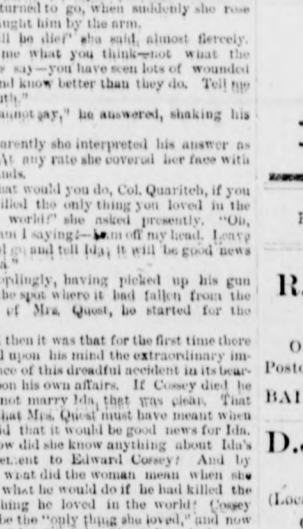 turned to go, when suddenly she rose
aught him by the arm.
ll he die?" she said, almost fiercely.
me what you think—not what the
say—you have seen lots of wounded
nd know better than they do. Tell me
uth."
annot say," he answered, shaking his
arently she interpreted his answer as
At any rate she covered her face with
ands.
hat would you do, Col. Quaritch, if you
illed the only thing you loved in the
world?" she asked presently. "Oh,
am I saying?— am off my head. Leave
go and tell Ida; it will be good news
ordingly, having picked up his gun
he spot where it had fallen from the
of Mrs. Quest, he started for the
then it was that for the first time there
d upon his mind the extraordinary im-
ce of this dreadful accident in its bear-
on his own affairs. If Cossey died he
not marry Ida, that was clear. That
hat Mrs. Quest must have meant when
id that it would be good news for Ida.
ow did she know anything about Ida's
et..ent to Edward Cossey? And by
what did the woman mean when she
what he would do if he had killed the
hing he loved in the world? Cossey
be the "only thing she loved," and now
R.
O
Poste
BAI
D.
(Loc